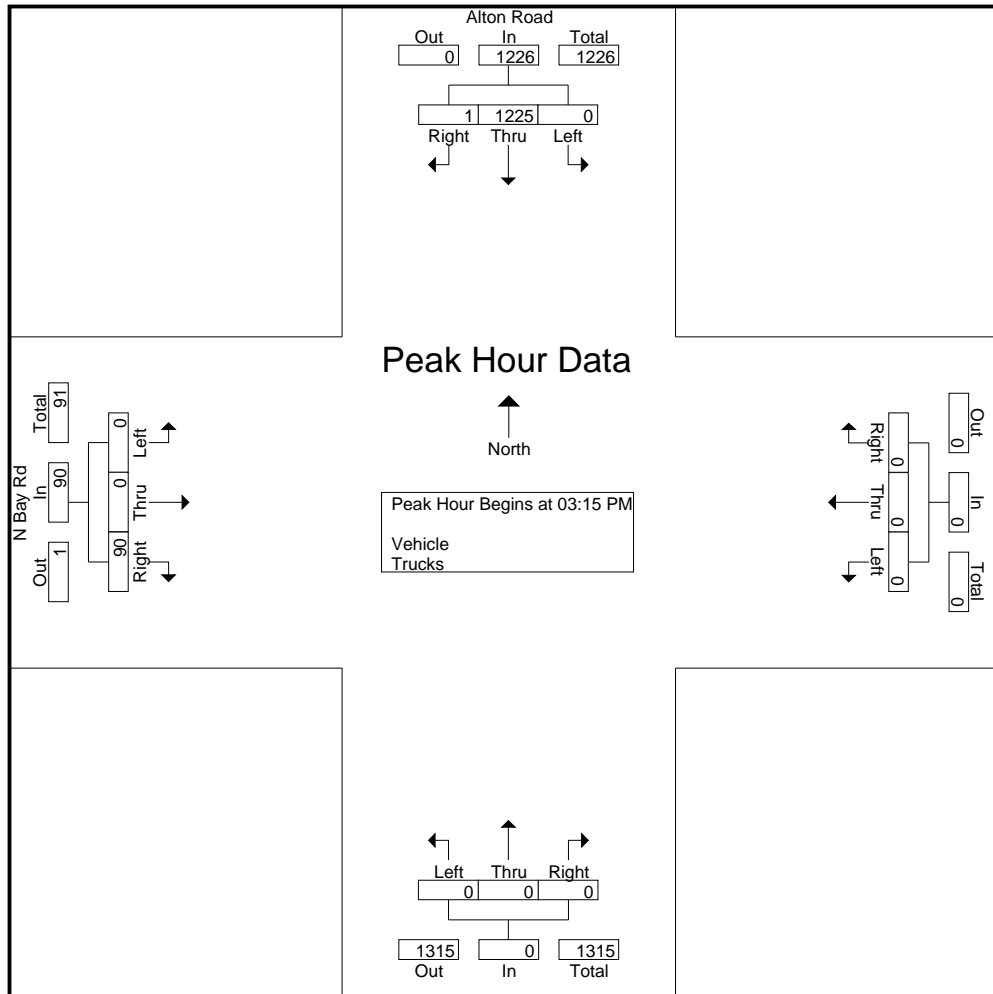 Alton Road
Out In Total
0 1226 1226
1 1225 0
Right Thru Left
Peak Hour Data
North
Peak Hour Begins at 03:15 PM
Vehicle
Trucks
N Bay Rd
Out In Total
1 90 91
Left Thru Right
0 0 90
Right Thru Left
0 0 0
Out In Total
0 0 0
Left Thru Right
0 0 0
1315 0 1315
Out In Total